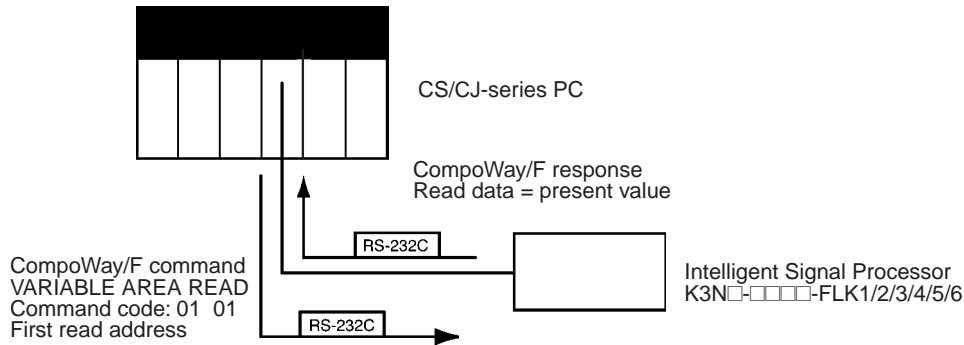 CS/CJ-series PC
CompoWay/F response
Read data = present value
RS-232C
CompoWay/F command
VARIABLE AREA READ
Command code: 01 01
First read address
RS-232C
Intelligent Signal Processor
K3N□-□□□□-FLK1/2/3/4/5/6